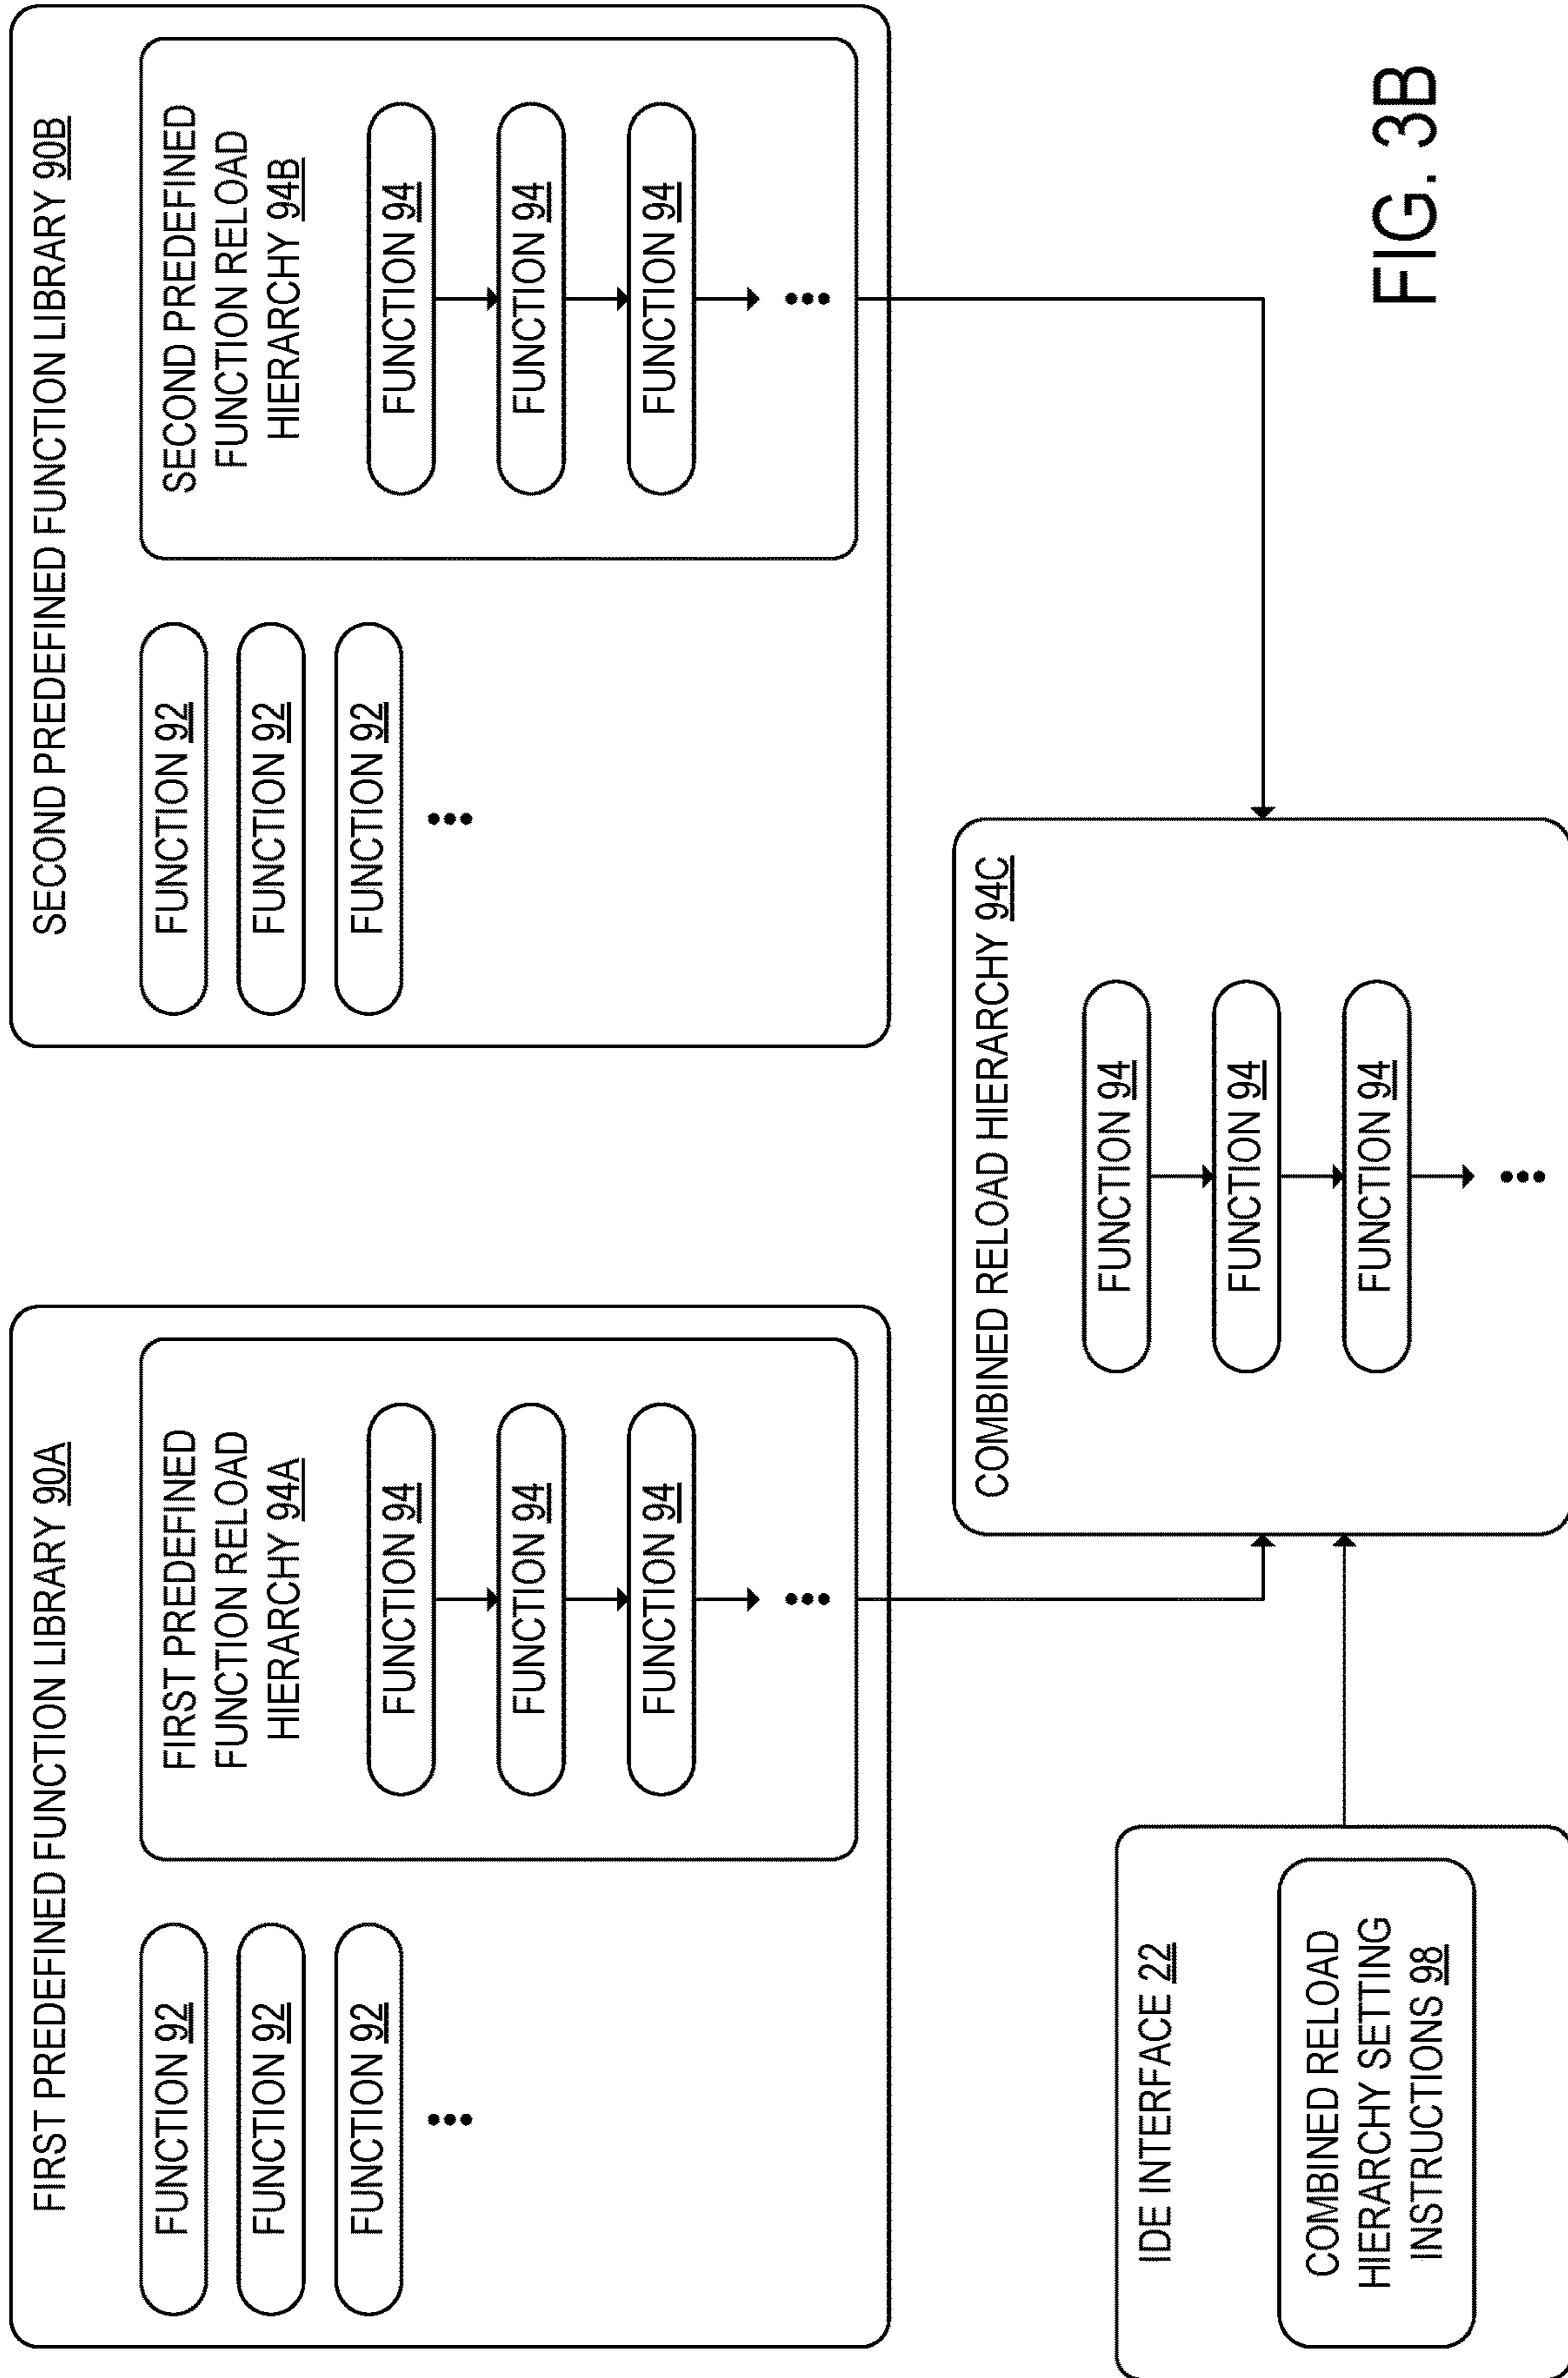 FIRST PREDEFINED FUNCTION LIBRARY 90A
FUNCTION 92
FUNCTION 92
FUNCTION 92
FIRST PREDEFINED
FUNCTION RELOAD
HIERARCHY 94A
FUNCTION 94
FUNCTION 94
FUNCTION 94
SECOND PREDEFINED FUNCTION LIBRARY 90B
FUNCTION 92
FUNCTION 92
FUNCTION 92
SECOND PREDEFINED
FUNCTION RELOAD
HIERARCHY 94B
FUNCTION 94
FUNCTION 94
FUNCTION 94
IDE INTERFACE 22
COMBINED RELOAD
HIERARCHY SETTING
INSTRUCTIONS 98
COMBINED RELOAD HIERARCHY 94C
FUNCTION 94
FUNCTION 94
FUNCTION 94
FIG. 3B